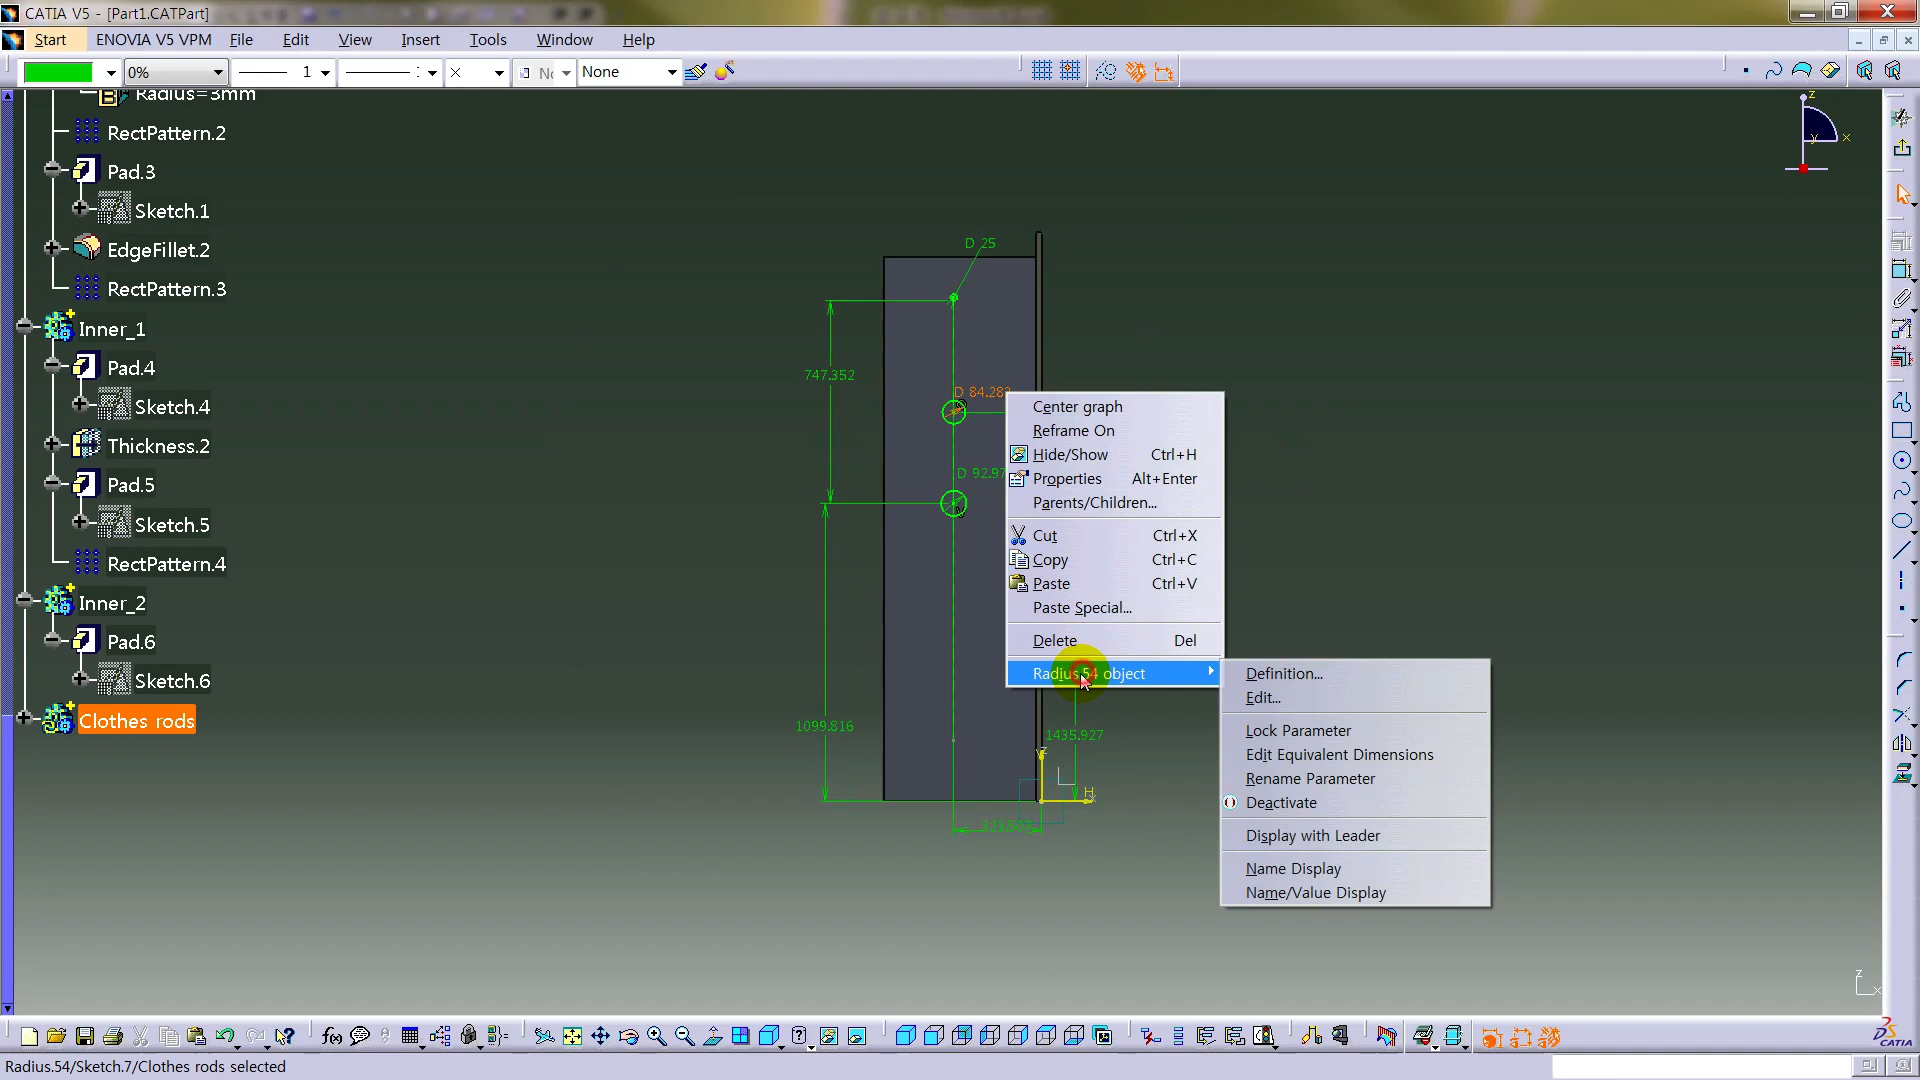 CATIA V5 - [Part1.CATPart]
Start ENOVIA V5 VPM File Edit View Insert Tools Window Help
0% 1 None
Radius=3mm
RectPattern.2
Pad.3
Sketch.1
EdgeFillet.2
RectPattern.3
Inner_1
Pad.4
Sketch.4
Thickness.2
Pad.5
Sketch.5
RectPattern.4
Inner_2
Pad.6
Sketch.6
Clothes rods
z
y x
D 25
747.352
D 84.28
D 92.97
1099.816
1435.927
H
Center graph
Reframe On
Hide/Show Ctrl+H
Properties Alt+Enter
Parents/Children...
Cut Ctrl+X
Copy Ctrl+C
Paste Ctrl+V
Paste Special...
Delete Del
Radius.54 object
Definition...
Edit...
Lock Parameter
Edit Equivalent Dimensions
Rename Parameter
Deactivate
Display with Leader
Name Display
Name/Value Display
z
x
CATIA
Radius.54/Sketch.7/Clothes rods selected